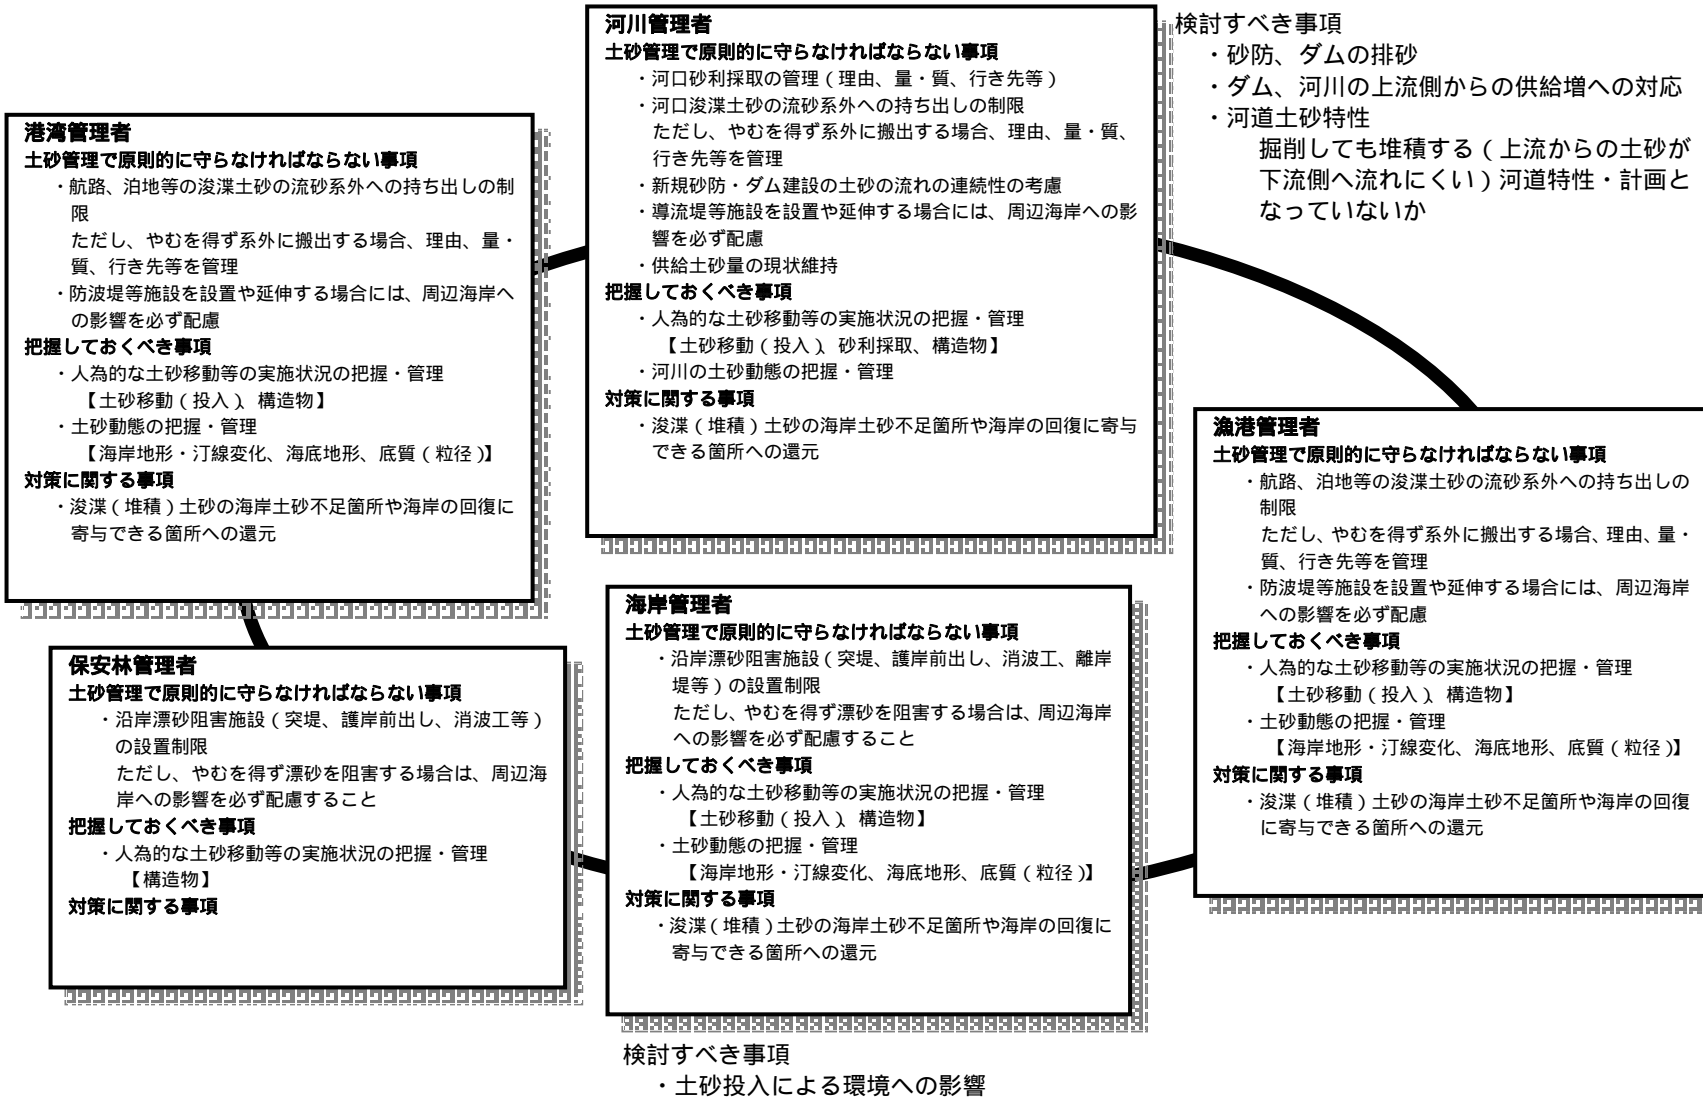 河川管理者
土砂管理で原則的に守らなければならない事項
・河口砂利採取の管理（理由、量・質、行き先等）
・河口浚渫土砂の流砂系外への持ち出しの制限
ただし、やむを得ず系外に搬出する場合、理由、量・質、
行き先等を管理
・新規砂防・ダム建設の土砂の流れの連続性の考慮
・導流堤等施設を設置や延伸する場合には、周辺海岸への影
響を必ず配慮
・供給土砂量の現状維持
把握しておくべき事項
・人為的な土砂移動等の実施状況の把握・管理
【土砂移動（投入）、砂利採取、構造物】
・河川の土砂動態の把握・管理
対策に関する事項
・浚渫（堆積）土砂の海岸土砂不足箇所や海岸の回復に寄与
できる箇所への還元
検討すべき事項
・砂防、ダムの排砂
・ダム、河川の上流側からの供給増への対応
・河道土砂特性
掘削しても堆積する（上流からの土砂が
下流側へ流れにくい）河道特性・計画と
なっていないか
港湾管理者
土砂管理で原則的に守らなければならない事項
・航路、泊地等の浚渫土砂の流砂系外への持ち出しの制
限
ただし、やむを得ず系外に搬出する場合、理由、量・
質、行き先等を管理
・防波堤等施設を設置や延伸する場合には、周辺海岸へ
の影響を必ず配慮
把握しておくべき事項
・人為的な土砂移動等の実施状況の把握・管理
【土砂移動（投入）、構造物】
・土砂動態の把握・管理
【海岸地形・汀線変化、海底地形、底質（粒径）】
対策に関する事項
・浚渫（堆積）土砂の海岸土砂不足箇所や海岸の回復に
寄与できる箇所への還元
漁港管理者
土砂管理で原則的に守らなければならない事項
・航路、泊地等の浚渫土砂の流砂系外への持ち出しの
制限
ただし、やむを得ず系外に搬出する場合、理由、量・
質、行き先等を管理
・防波堤等施設を設置や延伸する場合には、周辺海岸
への影響を必ず配慮
把握しておくべき事項
・人為的な土砂移動等の実施状況の把握・管理
【土砂移動（投入）、構造物】
・土砂動態の把握・管理
【海岸地形・汀線変化、海底地形、底質（粒径）】
対策に関する事項
・浚渫（堆積）土砂の海岸土砂不足箇所や海岸の回復
に寄与できる箇所への還元
保安林管理者
土砂管理で原則的に守らなければならない事項
・沿岸漂砂阻害施設（突堤、護岸前出し、消波工等）
の設置制限
ただし、やむを得ず漂砂を阻害する場合は、周辺海
岸への影響を必ず配慮すること
把握しておくべき事項
・人為的な土砂移動等の実施状況の把握・管理
【構造物】
対策に関する事項
海岸管理者
土砂管理で原則的に守らなければならない事項
・沿岸漂砂阻害施設（突堤、護岸前出し、消波工、離岸
堤等）の設置制限
ただし、やむを得ず漂砂を阻害する場合は、周辺海岸
への影響を必ず配慮すること
把握しておくべき事項
・人為的な土砂移動等の実施状況の把握・管理
【土砂移動（投入）、構造物】
・土砂動態の把握・管理
【海岸地形・汀線変化、海底地形、底質（粒径）】
対策に関する事項
・浚渫（堆積）土砂の海岸土砂不足箇所や海岸の回復に
寄与できる箇所への還元
検討すべき事項
・土砂投入による環境への影響